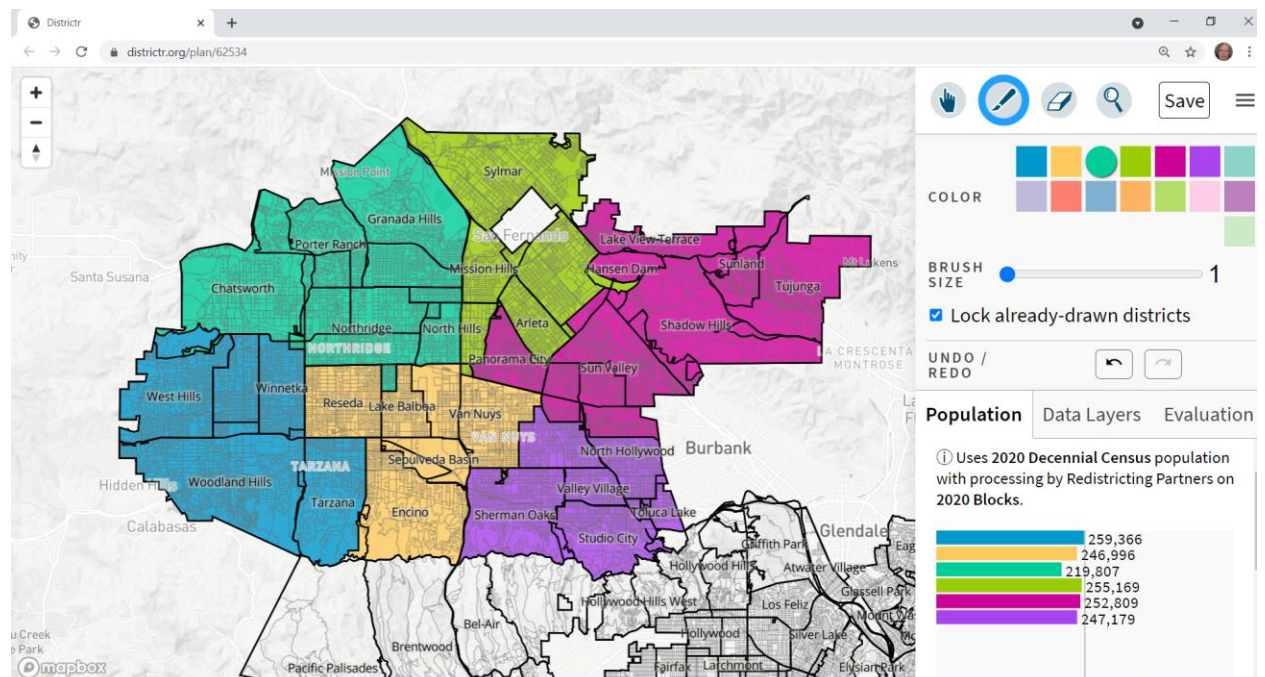 Districtr
districtr.org/plan/62534
Save
COLOR
BRUSH
SIZE
1
Lock already-drawn districts
UNDO /
REDO
Population
Data Layers
Evaluation
Uses 2020 Decennial Census population
with processing by Redistricting Partners on
2020 Blocks.
259,366
246,996
219,807
255,169
252,809
247,179
Mission Point
Sylmar
Granada Hills
San Fernando
Lake View Terrace
Porter Ranch
Mission Hills
Hansen Dam
Sunland
Mt Lukens
Santa Susana
Chatsworth
Tujunga
Northridge
North Hills
Arleta
Shadow Hills
NORTHRIDGE
Panorama City
Sun Valley
LA CRESCENTA
MONTROSE
West Hills
Winnetka
Reseda
Lake Balboa
Van Nuys
VAN NUYS
North Hollywood
Burbank
TARZANA
Sepulveda Basin
Hidden Hills
Woodland Hills
Valley Village
Tarzana
Encino
Sherman Oaks
Toluca Lake
Calabasas
Studio City
Glendale
Griffith Park
Hollywood Hills
Atwater Village
Glassell Park
Hollywood Hills West
Los Feliz
Bel-Air
Hollywood
Silver Lake
Brentwood
Pacific Palisades
Fairfax
Larchmont
Elysian Park
mapbox